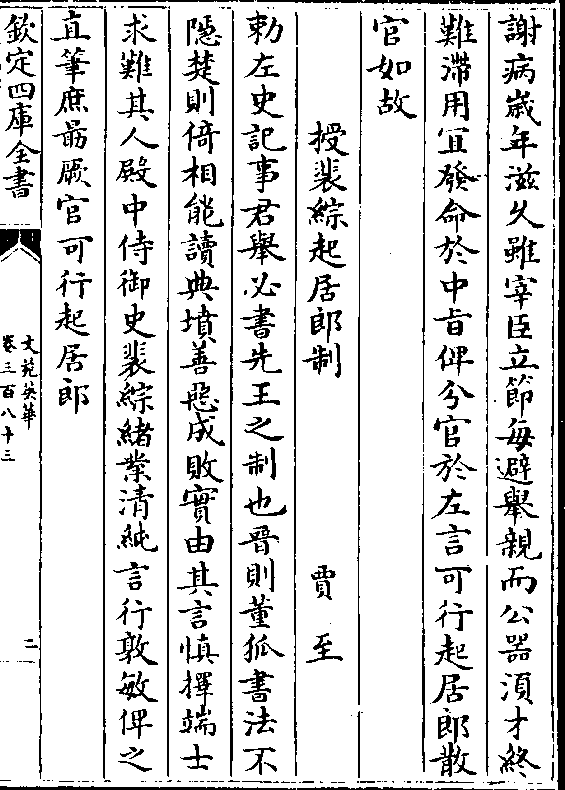 謝病嵗年滋久雖宰臣立節每避舉親而公器湏才終
難滯用宜發命於中㫖俾分官於左言可行起居郎散
官如故
授裴綜起居郎制
賈至
勅左史記事君舉必書先王之制也晉則董狐書法不
隠楚則倚相能讀典墳善惡成敗實由其言慎擇端士
求難其人殿中侍御史裴綜緒業清純言行敦敏俾之
直筆庶朂厥官可行起居郎
欽定四庫全書
文苑英華
卷三百八十三
二